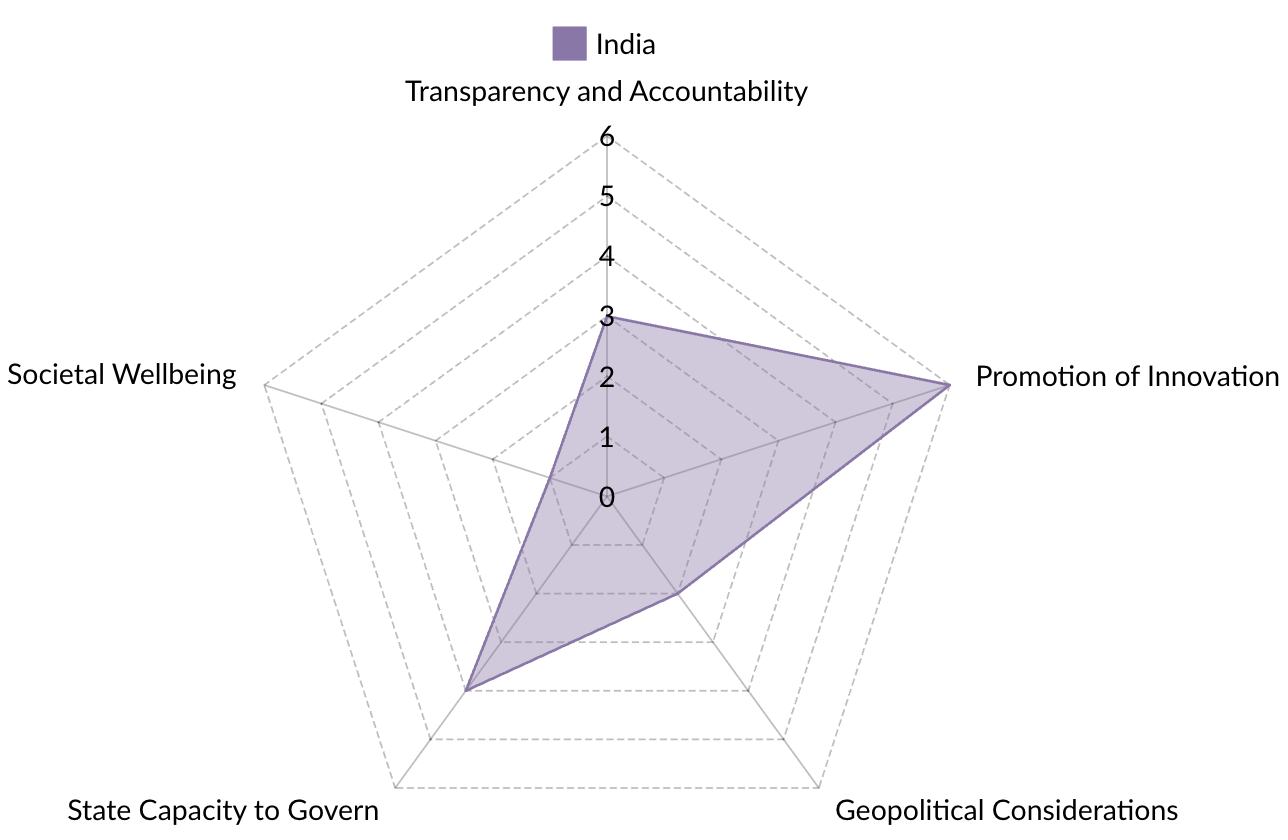 India
Transparency and Accountability
6
5
4
3
2
1
0
Societal Wellbeing
Promotion of Innovation
State Capacity to Govern
Geopolitical Considerations